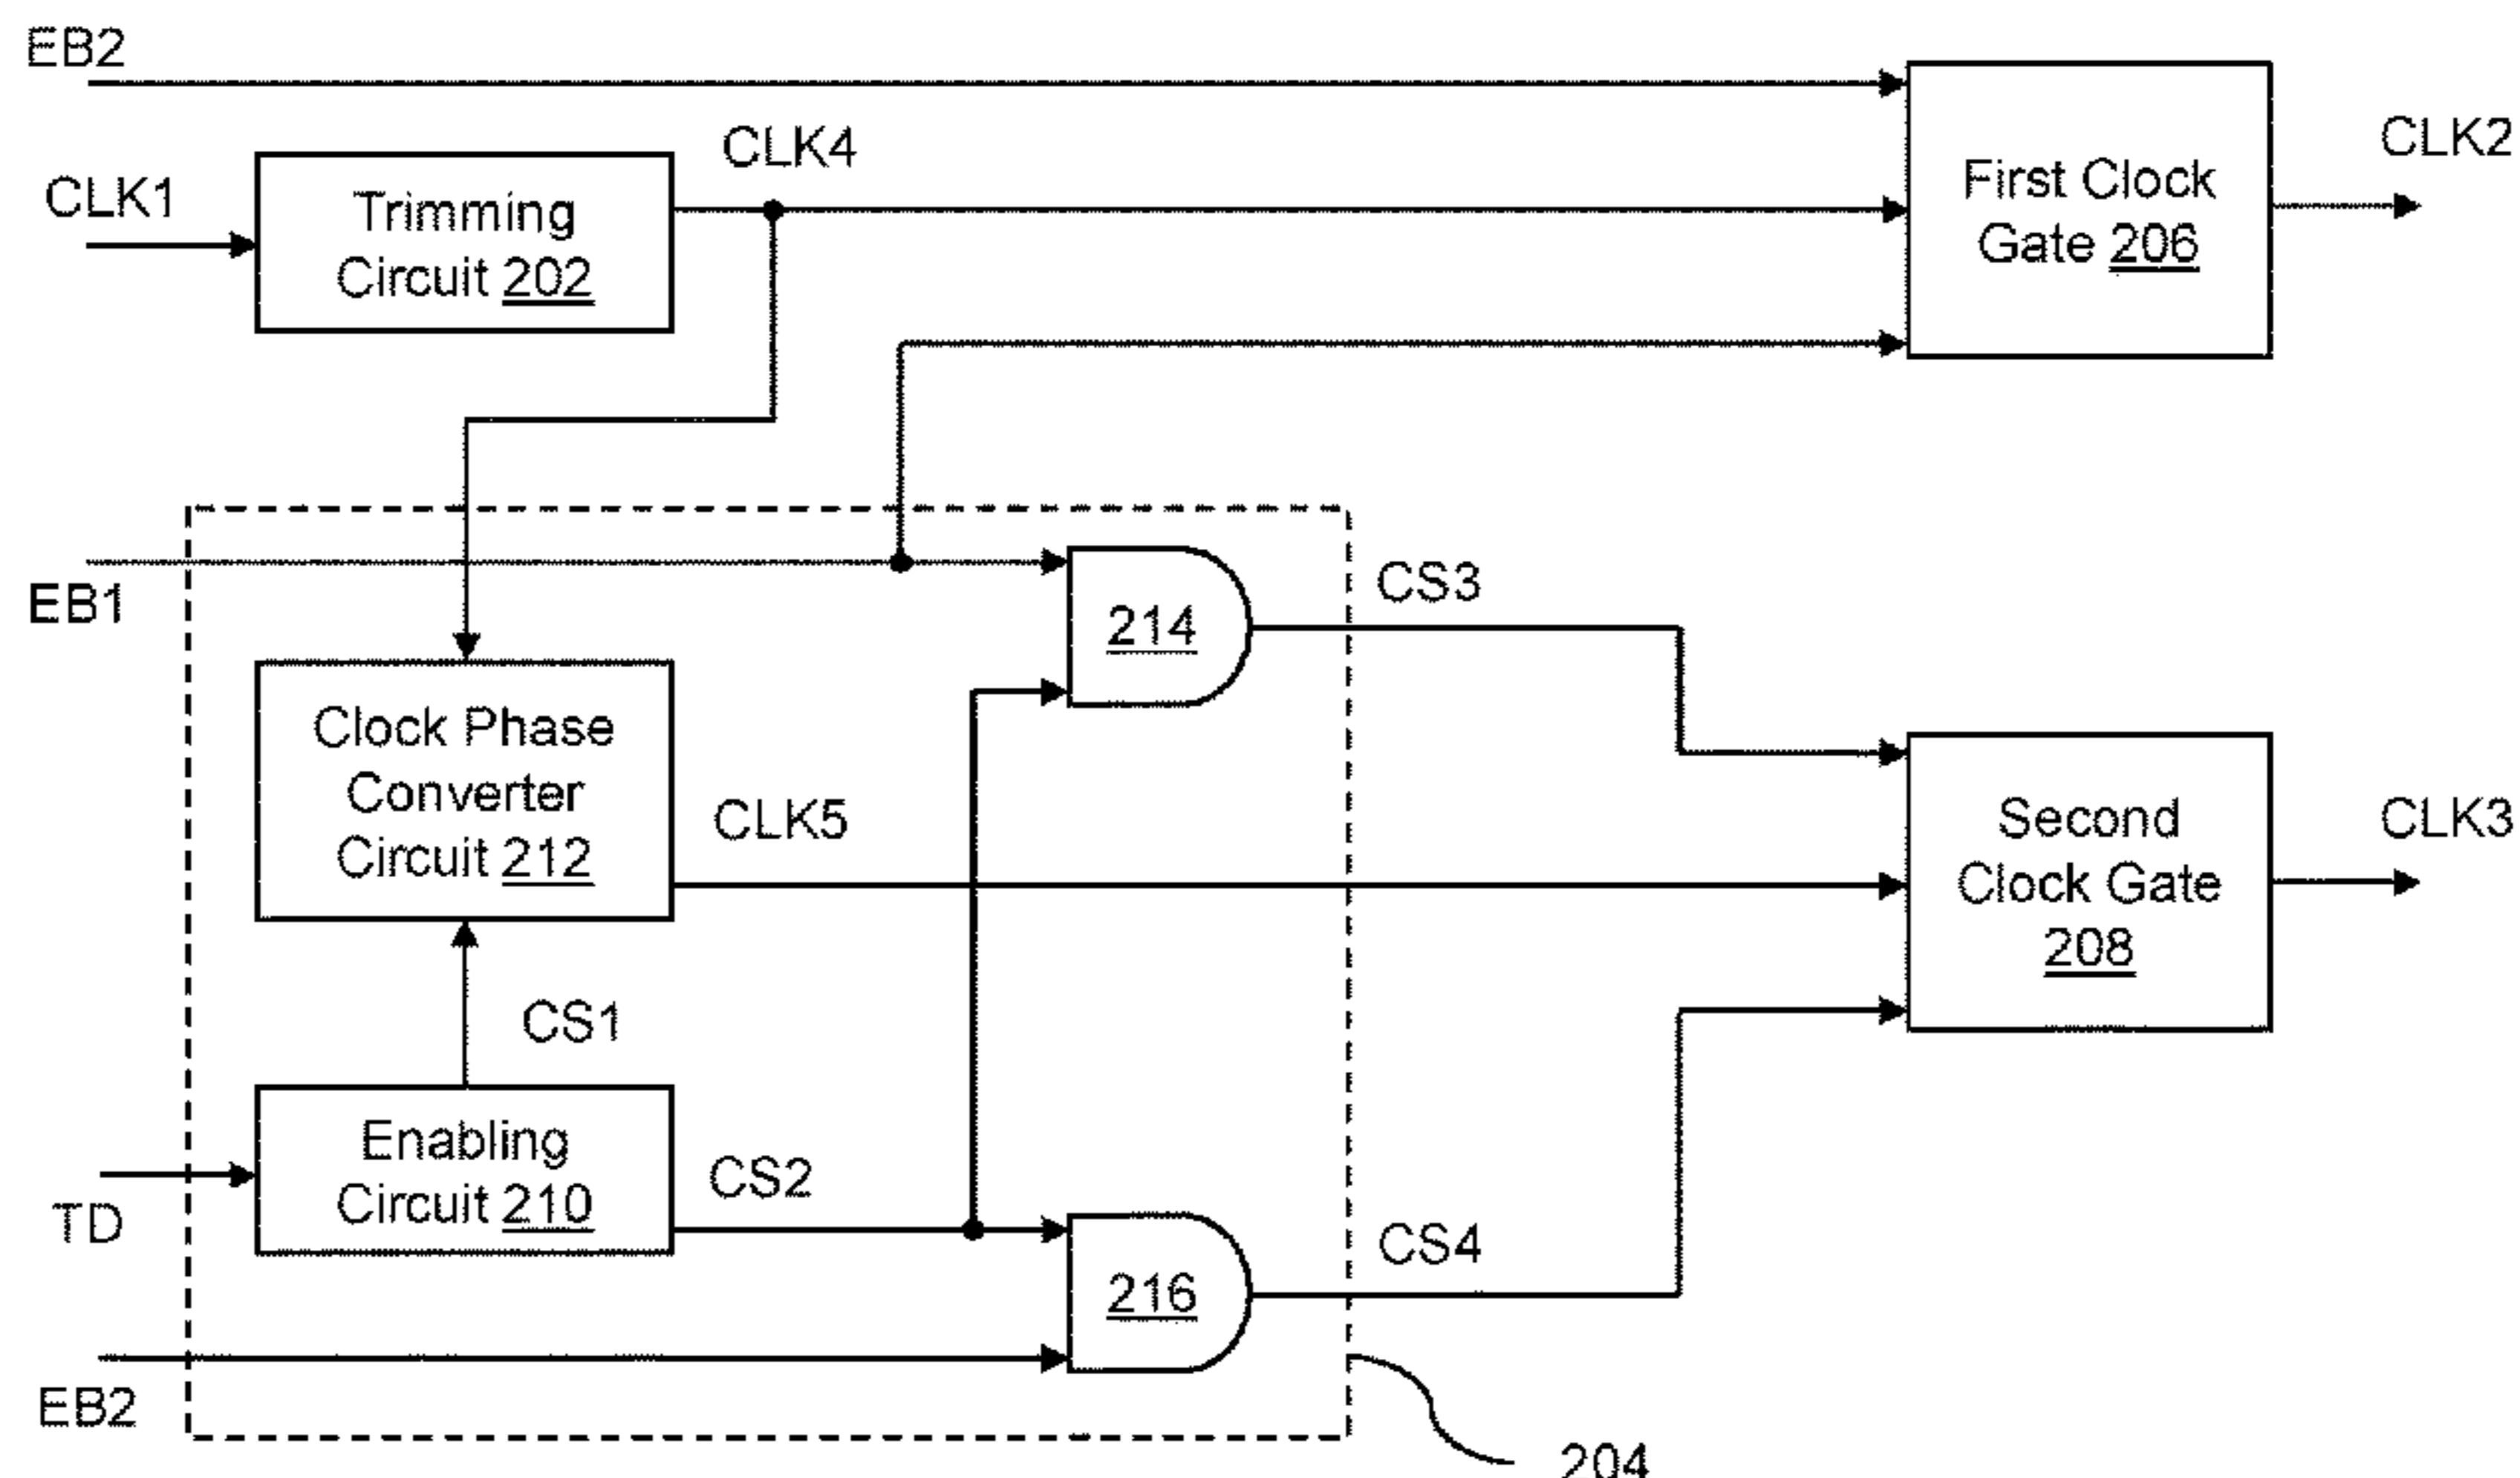 EB2
CLK1
Trimming
Circuit 202
CLK4
First Clock
Gate 206
CLK2
EB1
214
CS3
Clock Phase
Converter
Circuit 212
CLK5
Second
Clock Gate
208
CLK3
CS1
Enabling
Circuit 210
TD
CS2
216
CS4
EB2
204